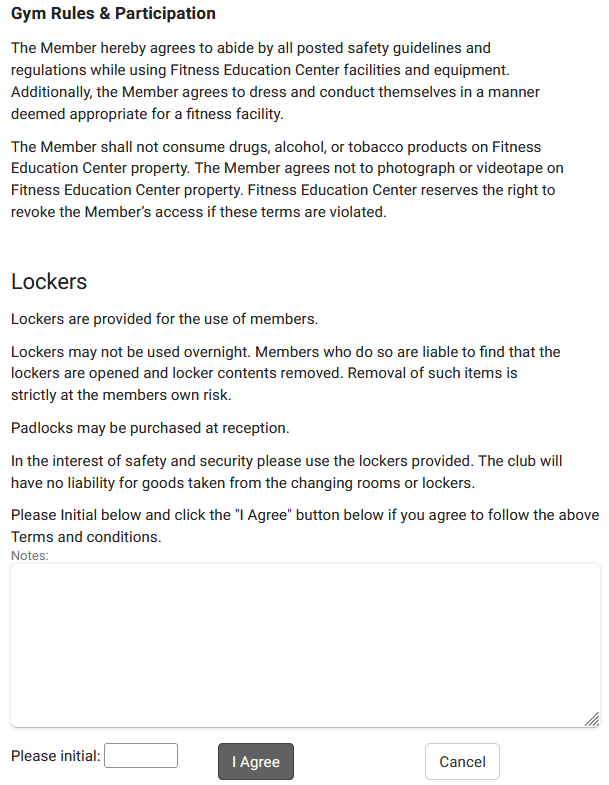 Gym Rules & Participation
The Member hereby agrees to abide by all posted safety guidelines and
regulations while using Fitness Education Center facilities and equipment.
Additionally, the Member agrees to dress and conduct themselves in a manner
deemed appropriate for a fitness facility.
The Member shall not consume drugs, alcohol, or tobacco products on Fitness
Education Center property. The Member agrees not to photograph or videotape on
Fitness Education Center property. Fitness Education Center reserves the right to
revoke the Member’s access if these terms are violated.
Lockers
Lockers are provided for the use of members.
Lockers may not be used overnight. Members who do so are liable to find that the
lockers are opened and locker contents removed. Removal of such items is
strictly at the members own risk.
Padlocks may be purchased at reception.
In the interest of safety and security please use the lockers provided. The club will
have no liability for goods taken from the changing rooms or lockers.
Please Initial below and click the "I Agree" button below if you agree to follow the above
Terms and conditions.
Notes:
Please initial: I Agree Cancel